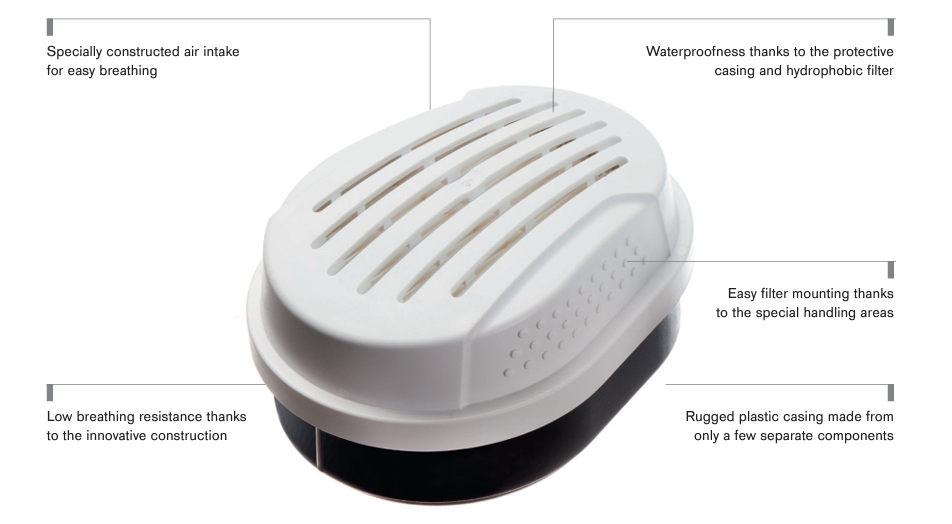 Specially constructed air intake
for easy breathing
Waterproofness thanks to the protective
casing and hydrophobic filter
Easy filter mounting thanks
to the special handling areas
Low breathing resistance thanks
to the innovative construction
Rugged plastic casing made from
only a few separate components